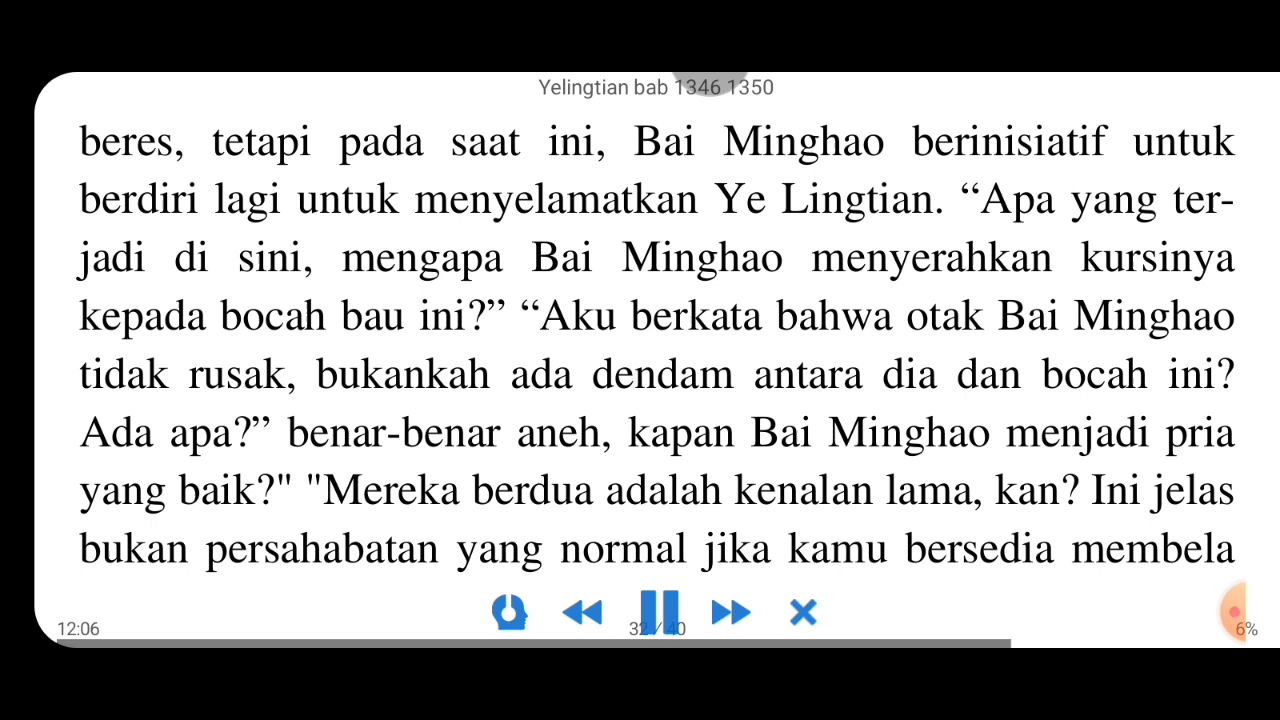 Yelingtian bab 1346 1350
beres, tetapi pada saat ini, Bai Minghao berinisiatif untuk
berdiri lagi untuk menyelamatkan Ye Lingtian. “Apa yang ter-
jadi di sini, mengapa Bai Minghao menyerahkan kursinya
kepada bocah bau ini?” “Aku berkata bahwa otak Bai Minghao
tidak rusak, bukankah ada dendam antara dia dan bocah ini?
Ada apa?” benar-benar aneh, kapan Bai Minghao menjadi pria
yang baik?" "Mereka berdua adalah kenalan lama, kan? Ini jelas
bukan persahabatan yang normal jika kamu bersedia membela
12:06 32 / 40 6%